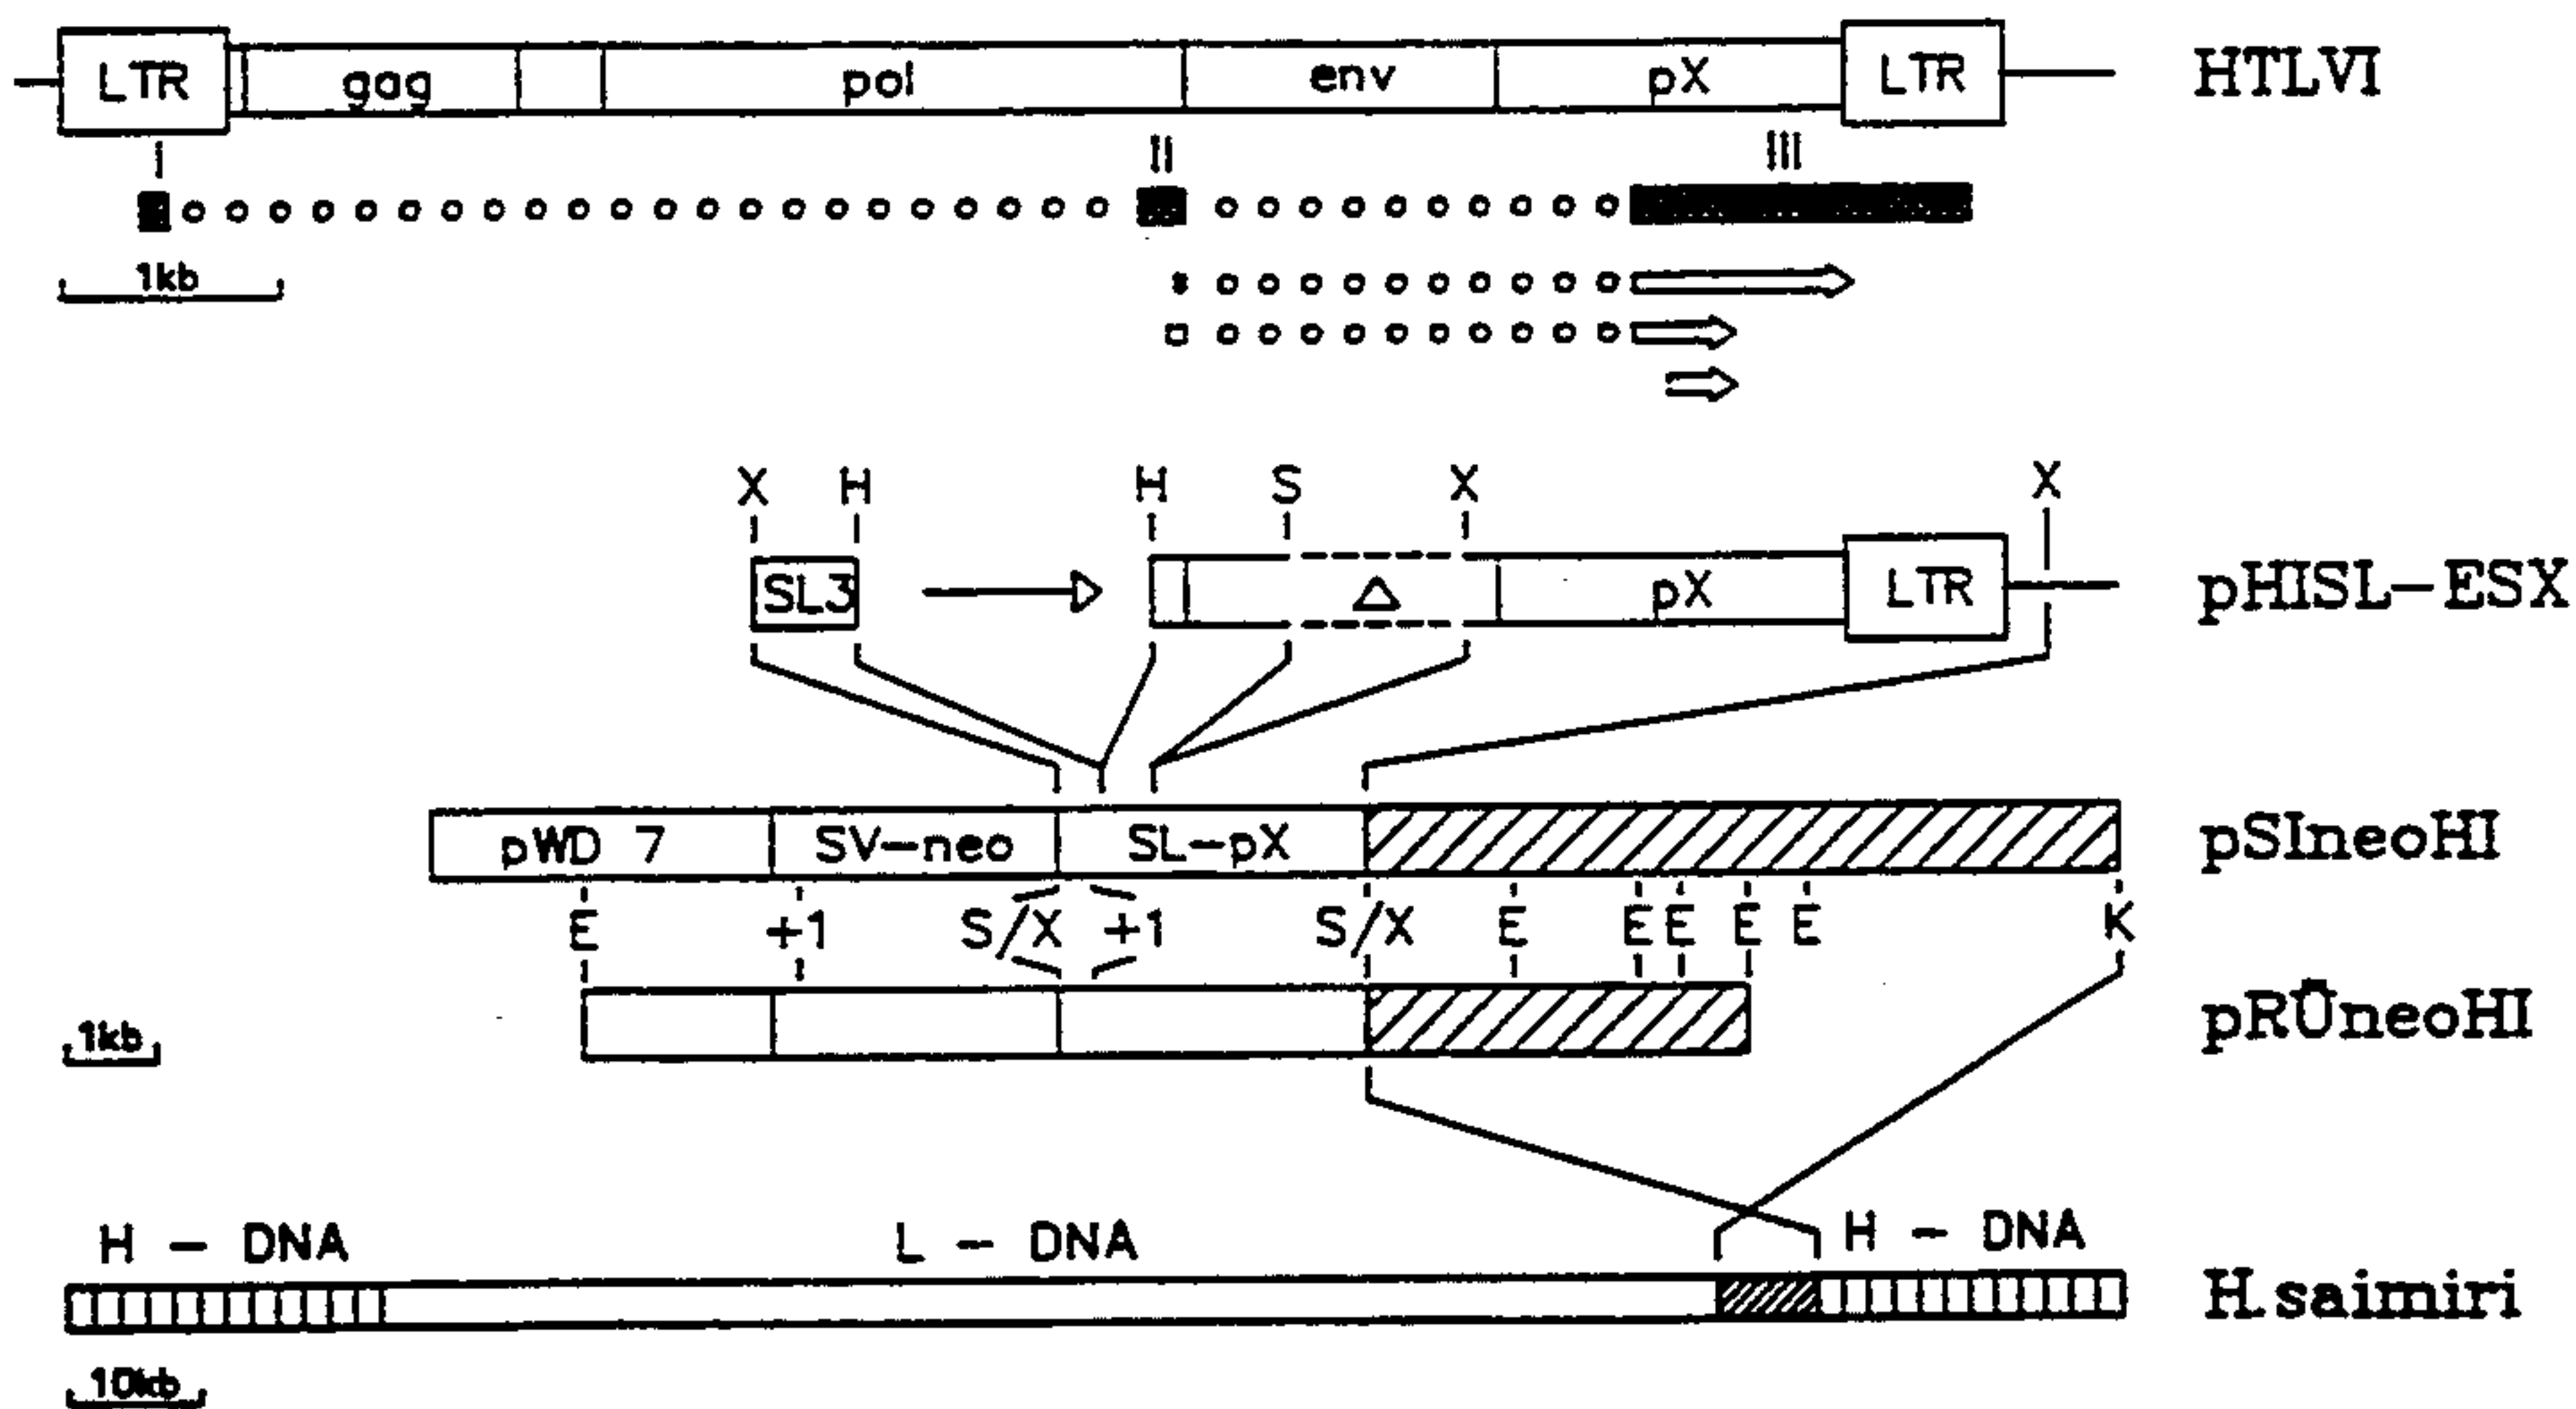 LTR gag pol env pX LTR HTLVI
I II III
1kb
X H H S X X
SL3 Δ pX LTR pHISL-ESX
pWD 7 SV-neo SL-pX pSIneoHI
E +1 S/X +1 S/X E E E E E K
1kb pRÜneoHI
H - DNA L - DNA H - DNA
H.saimiri
10kb